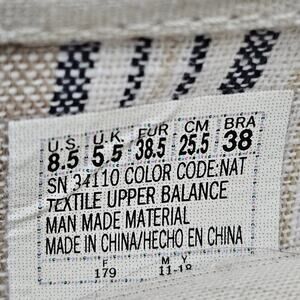 U.S. U.K. EUR CM BRA
8.5 5.5 38.5 25.5 38
SN 34110 COLOR CODE:NAT
TEXTILE UPPER BALANCE
MAN MADE MATERIAL
MADE IN CHINA/HECHO EN CHINA
F M Y
179 11-18